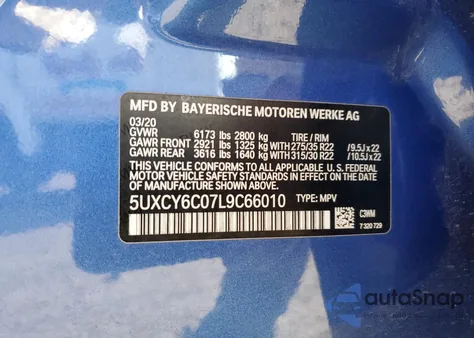 MFD BY BAYERISCHE MOTOREN WERKE AG
03/20
GVWR 6173 lbs 2800 kg TIRE / RIM
GAWR FRONT 2921 lbs 1325 kg 275/35 R22 / 9.5J x 22
GAWR REAR 3616 lbs 1640 kg 315/30 R22 / 10.5J x 22
THIS VEHICLE CONFORMS TO ALL APPLICABLE U.S. FEDERAL
MOTOR VEHICLE SAFETY STANDARDS IN EFFECT ON THE
DATE OF MANUFACTURE SHOWN ABOVE.
5UXCY6C07L9C66010 TYPE: MPV
C3WM
7 320 729
autoSnap